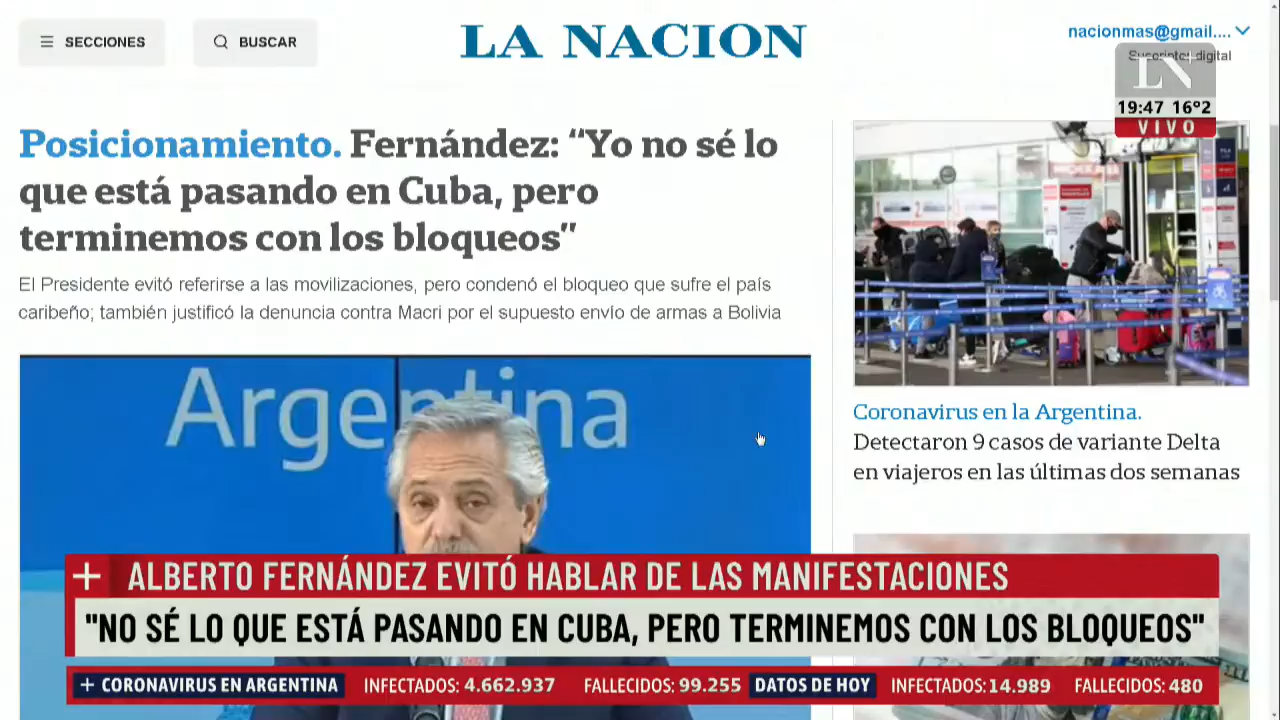 SECCIONES
BUSCAR
LA NACION
nacionmas@gmail....
Suscriptor digital
LN+
19:47 16°2
VIVO
Posicionamiento. Fernández: “Yo no sé lo
que está pasando en Cuba, pero
terminemos con los bloqueos”
El Presidente evitó referirse a las movilizaciones, pero condenó el bloqueo que sufre el país
caribeño; también justificó la denuncia contra Macri por el supuesto envío de armas a Bolivia
Argentina
Coronavirus en la Argentina.
Detectaron 9 casos de variante Delta
en viajeros en las últimas dos semanas
+ ALBERTO FERNÁNDEZ EVITÓ HABLAR DE LAS MANIFESTACIONES
"NO SÉ LO QUE ESTÁ PASANDO EN CUBA, PERO TERMINEMOS CON LOS BLOQUEOS"
+ CORONAVIRUS EN ARGENTINA INFECTADOS: 4.662.937 FALLECIDOS: 99.255 DATOS DE HOY INFECTADOS: 14.989 FALLECIDOS: 480